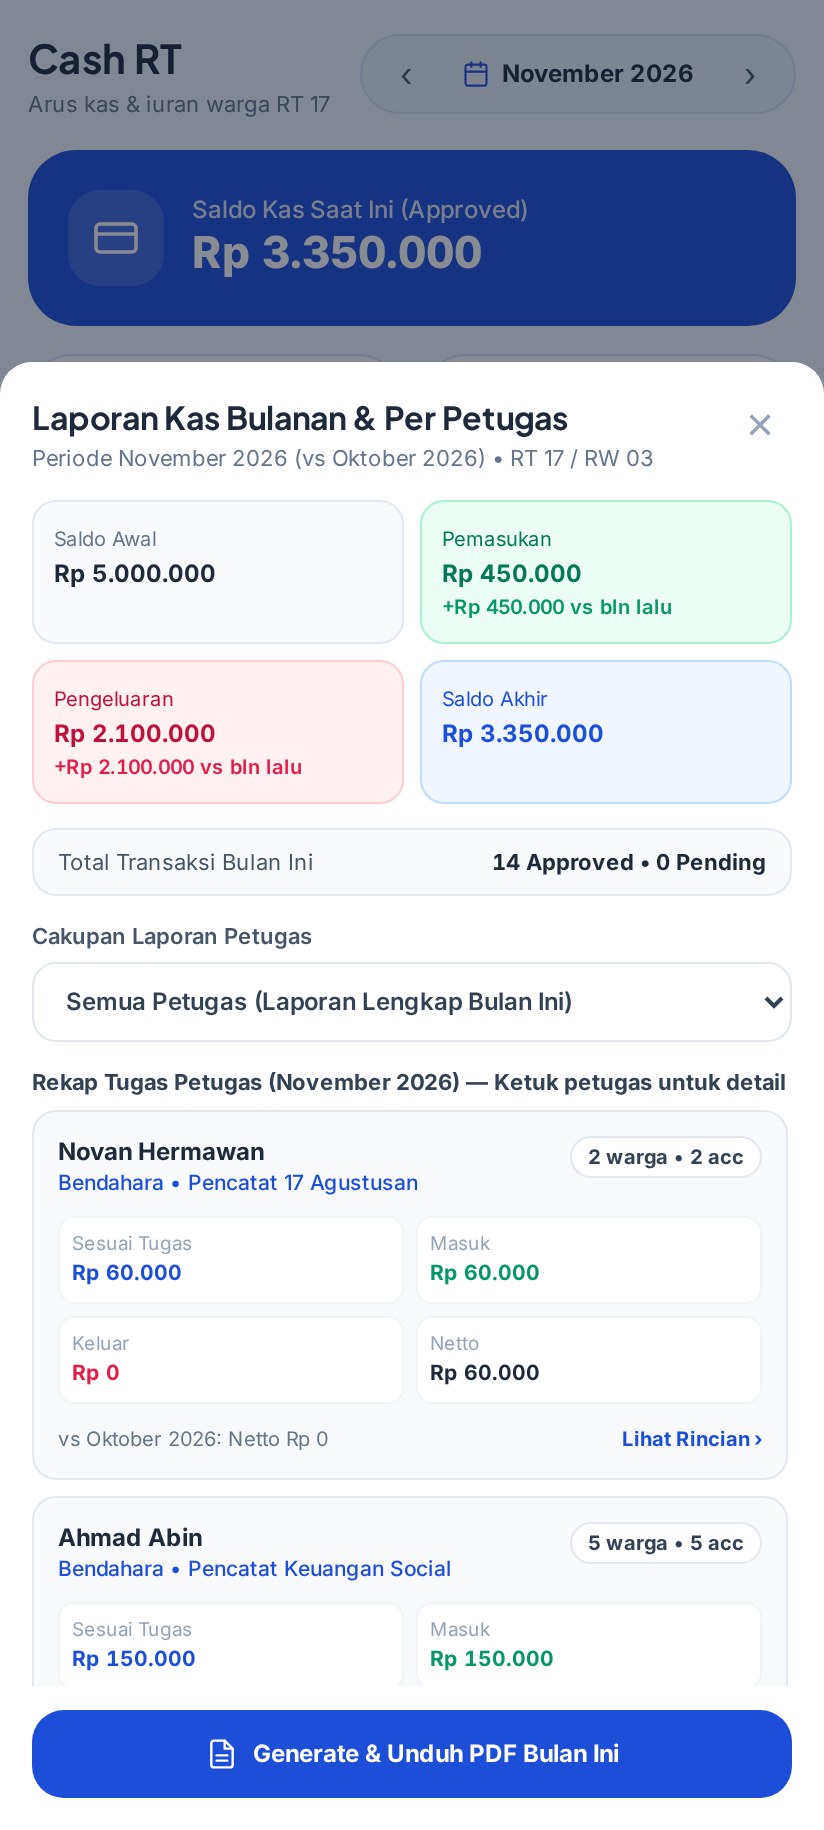 Cash RT
Arus kas & iuran warga RT 17
‹ November 2026 ›
Saldo Kas Saat Ini (Approved)
Rp 3.350.000
Laporan Kas Bulanan & Per Petugas
Periode November 2026 (vs Oktober 2026) • RT 17 / RW 03
Saldo Awal
Rp 5.000.000
Pemasukan
Rp 450.000
+Rp 450.000 vs bln lalu
Pengeluaran
Rp 2.100.000
+Rp 2.100.000 vs bln lalu
Saldo Akhir
Rp 3.350.000
Total Transaksi Bulan Ini
14 Approved • 0 Pending
Cakupan Laporan Petugas
Semua Petugas (Laporan Lengkap Bulan Ini)
Rekap Tugas Petugas (November 2026) — Ketuk petugas untuk detail
Novan Hermawan
2 warga • 2 acc
Bendahara • Pencatat 17 Agustusan
Sesuai Tugas
Rp 60.000
Masuk
Rp 60.000
Keluar
Rp 0
Netto
Rp 60.000
vs Oktober 2026: Netto Rp 0
Lihat Rincian ›
Ahmad Abin
5 warga • 5 acc
Bendahara • Pencatat Keuangan Social
Sesuai Tugas
Rp 150.000
Masuk
Rp 150.000
Generate & Unduh PDF Bulan Ini